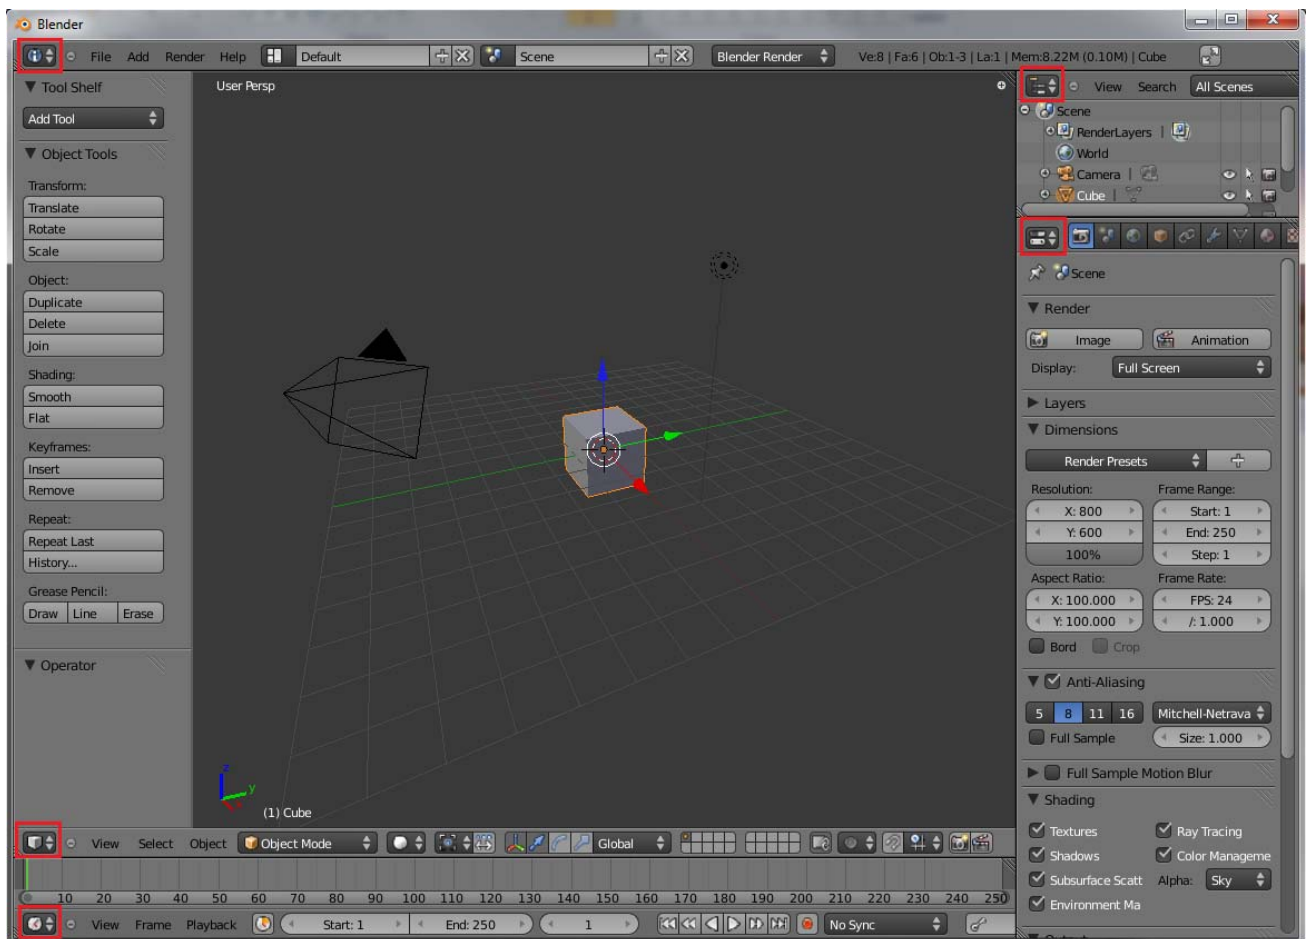 Blender
File Add Render Help Default Scene Blender Render Ve:8 | Fa:6 | Ob:1-3 | La:1 | Mem:8.22M (0.10M) | Cube
Tool Shelf
Add Tool
Object Tools
Transform:
Translate
Rotate
Scale
Object:
Duplicate
Delete
Join
Shading:
Smooth
Flat
Keyframes:
Insert
Remove
Repeat:
Repeat Last
History...
Grease Pencil:
Draw Line Erase
Operator
User Persp
z
y
x
(1) Cube
View Select Object Object Mode Global
10 20 30 40 50 60 70 80 90 100 110 120 130 140 150 160 170 180 190 200 210 220 230 240 250
View Frame Playback Start: 1 End: 250 1 No Sync
View Search All Scenes
Scene
RenderLayers |
World
Camera |
Cube |
Scene
Render
Image Animation
Display: Full Screen
Layers
Dimensions
Render Presets
Resolution: Frame Range:
X: 800 Start: 1
Y: 600 End: 250
100% Step: 1
Aspect Ratio: Frame Rate:
X: 100.000 FPS: 24
Y: 100.000 /: 1.000
Bord Crop
Anti-Aliasing
5 8 11 16 Mitchell-Netrava
Full Sample Size: 1.000
Full Sample Motion Blur
Shading
Textures Ray Tracing
Shadows Color Manageme
Subsurface Scatt Alpha: Sky
Environment Ma